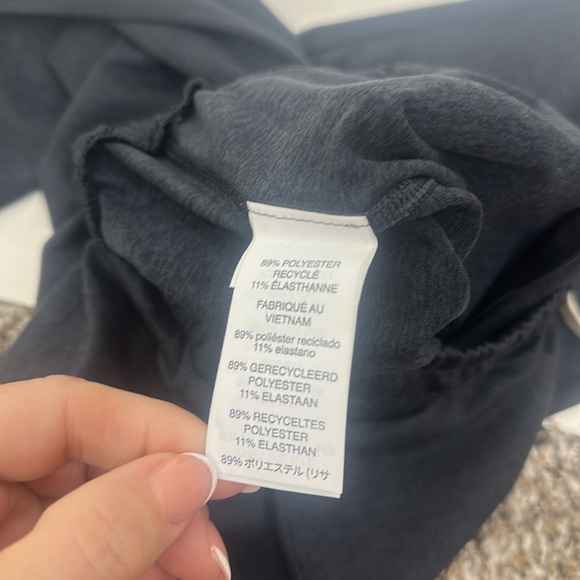 89% POLYESTER
RECYCLÉ
11% ÉLASTHANNE
FABRIQUÉ AU
VIETNAM
89% poliéster reciclado
11% elastano
89% GERECYCLEERD
POLYESTER
11% ELASTAAN
89% RECYCELTES
POLYESTER
11% ELASTHAN
89% ポリエステル (リサ